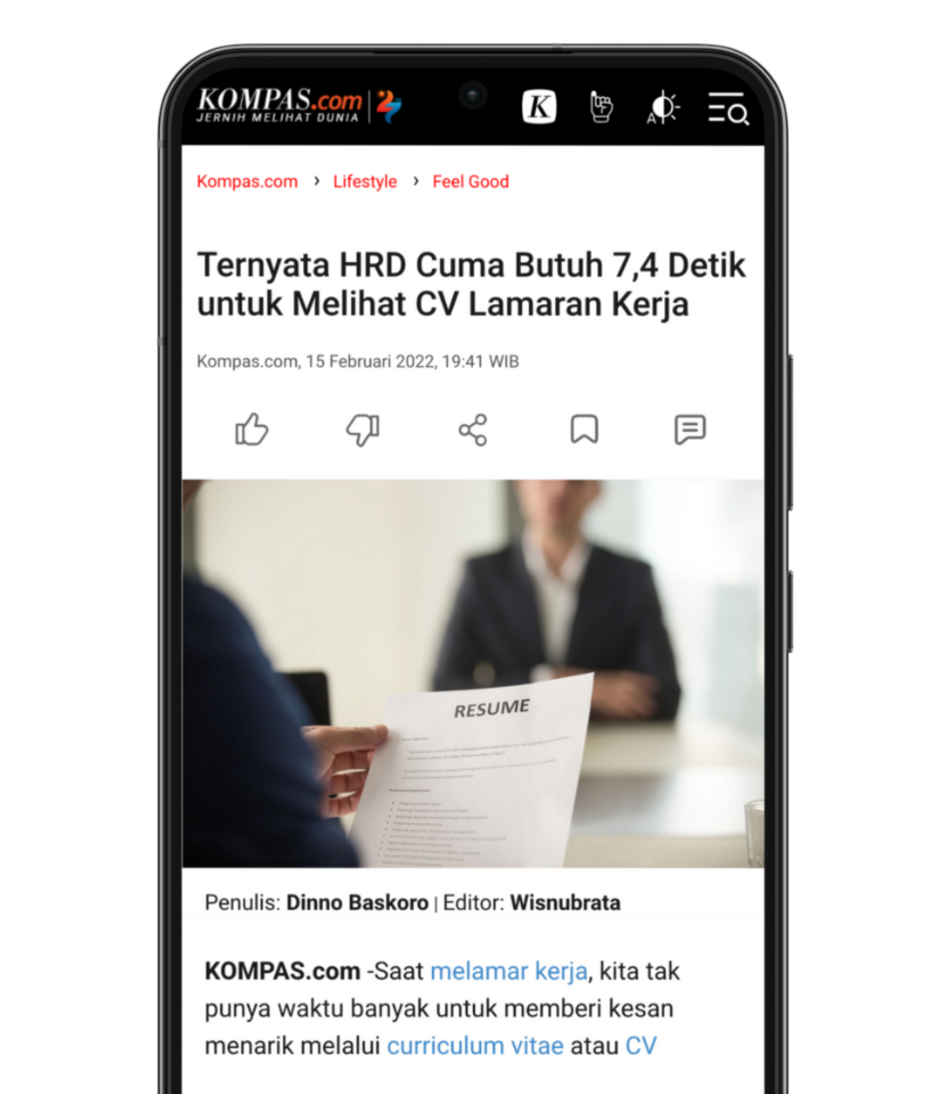 KOMPAS.com
JERNIH MELIHAT DUNIA
K
A
Kompas.com › Lifestyle › Feel Good
Ternyata HRD Cuma Butuh 7,4 Detik
untuk Melihat CV Lamaran Kerja
Kompas.com, 15 Februari 2022, 19:41 WIB
RESUME
Penulis: Dinno Baskoro | Editor: Wisnubrata
KOMPAS.com -Saat melamar kerja, kita tak
punya waktu banyak untuk memberi kesan
menarik melalui curriculum vitae atau CV